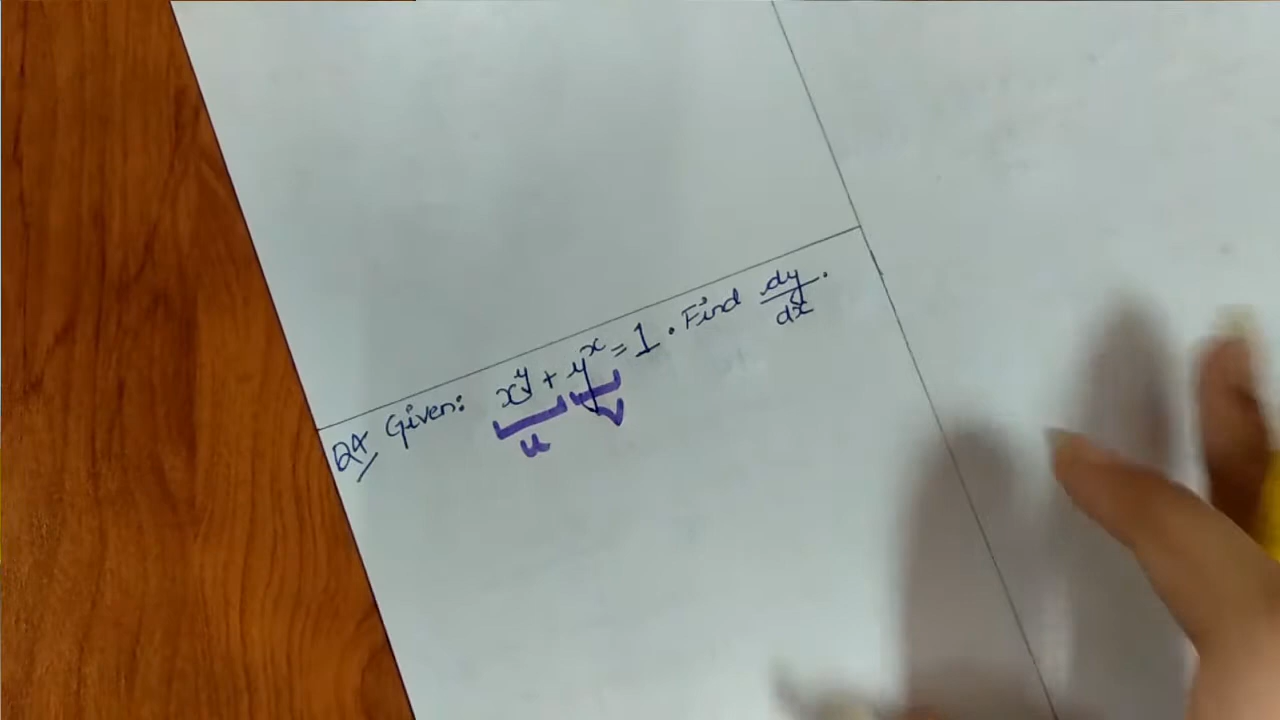 Q4 Given: x^y + y^x = 1. Find dy/dx.
u v